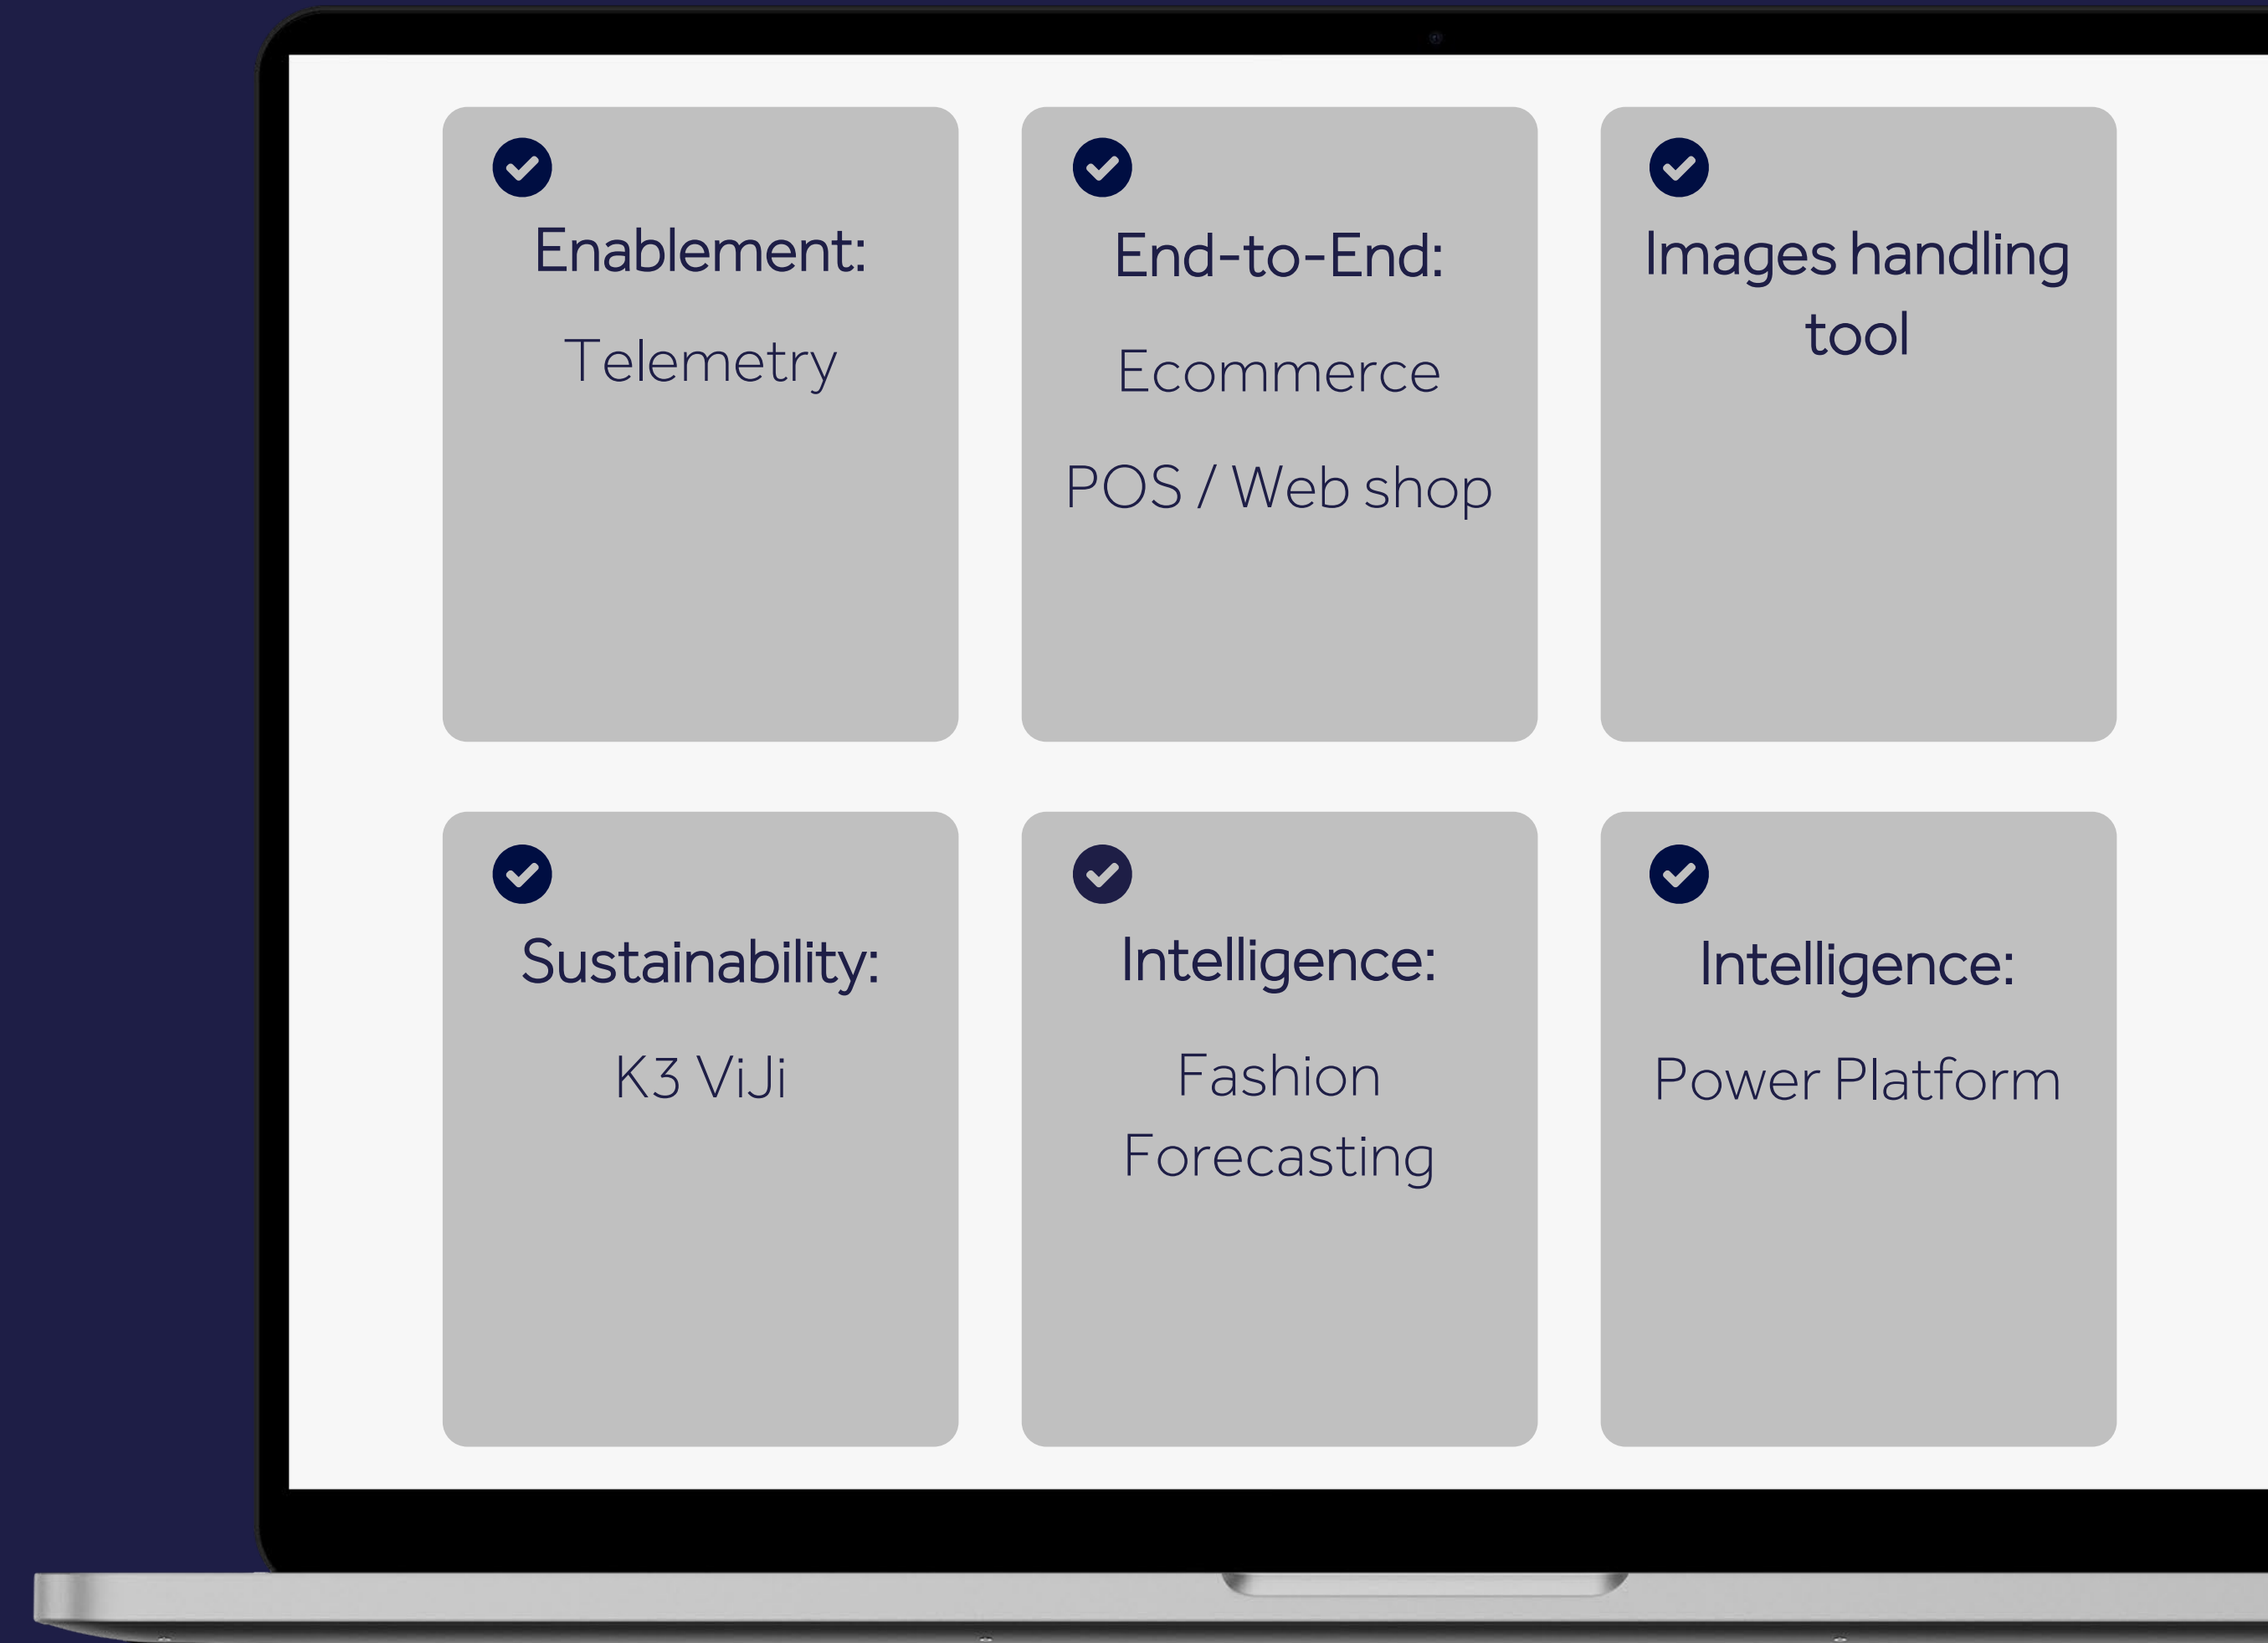 Enablement:
Telemetry
End-to-End:
Ecommerce
POS / Web shop
Images handling
tool
Sustainability:
K3 ViJi
Intelligence:
Fashion
Forecasting
Intelligence:
Power Platform